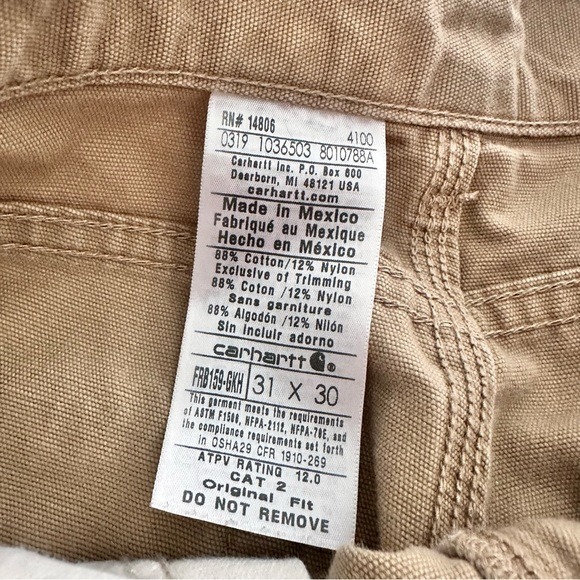 RN# 14806 4100
0319 1036503 8010788A
Carhartt Inc. P.O. Box 600
Dearborn, MI 48121 USA
carhartt.com
Made in Mexico
Fabriqué au Mexique
Hecho en México
88% Cotton/12% Nylon
Exclusive of Trimming
88% Coton /12% Nylon
Sans garniture
88% Algodón /12% Nilón
Sin incluir adorno
carhartt ®
FRB159-GKH 31 X 30
This garment meets the requirements
of ASTM F1506, NFPA-2112, NFPA-70E, and
the compliance requirements set forth
in OSHA29 CFR 1910-269
ATPV RATING 12.0
CAT 2
Original Fit
DO NOT REMOVE